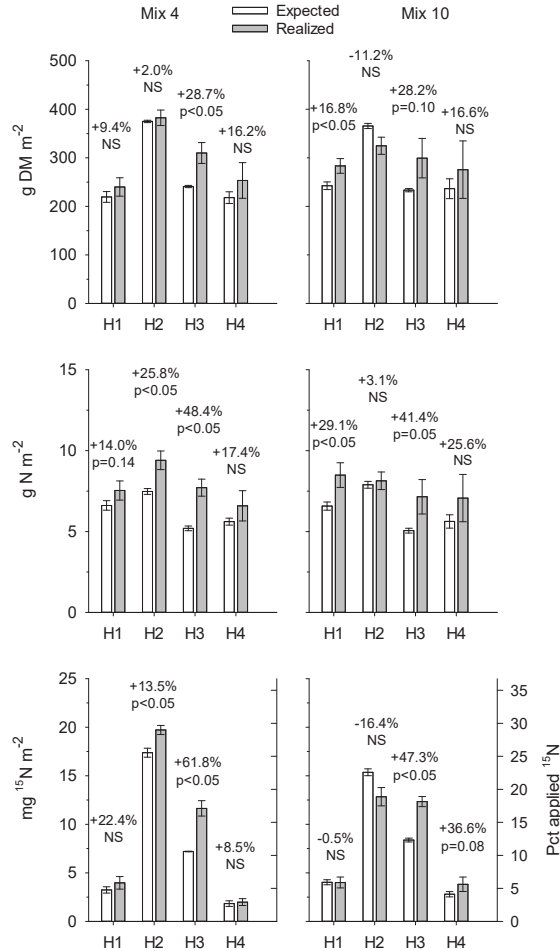 Mix 4
Expected
Realized
Mix 10
g DM m-2
500
400
300
200
100
0
+9.4%
NS
+2.0%
NS
+28.7%
p<0.05
+16.2%
NS
H1 H2 H3 H4
+16.8%
p<0.05
-11.2%
NS
+28.2%
p=0.10
+16.6%
NS
H1 H2 H3 H4
g N m-2
15
10
5
0
+14.0%
p=0.14
+25.8%
p<0.05
+48.4%
p<0.05
+17.4%
NS
H1 H2 H3 H4
+29.1%
p<0.05
+3.1%
NS
+41.4%
p=0.05
+25.6%
NS
H1 H2 H3 H4
mg 15N m-2
25
20
15
10
5
0
+22.4%
NS
+13.5%
p<0.05
+61.8%
p<0.05
+8.5%
NS
H1 H2 H3 H4
-0.5%
NS
-16.4%
NS
+47.3%
p<0.05
+36.6%
p=0.08
H1 H2 H3 H4
35
30
25
20
15
10
5
0
Pct applied 15N